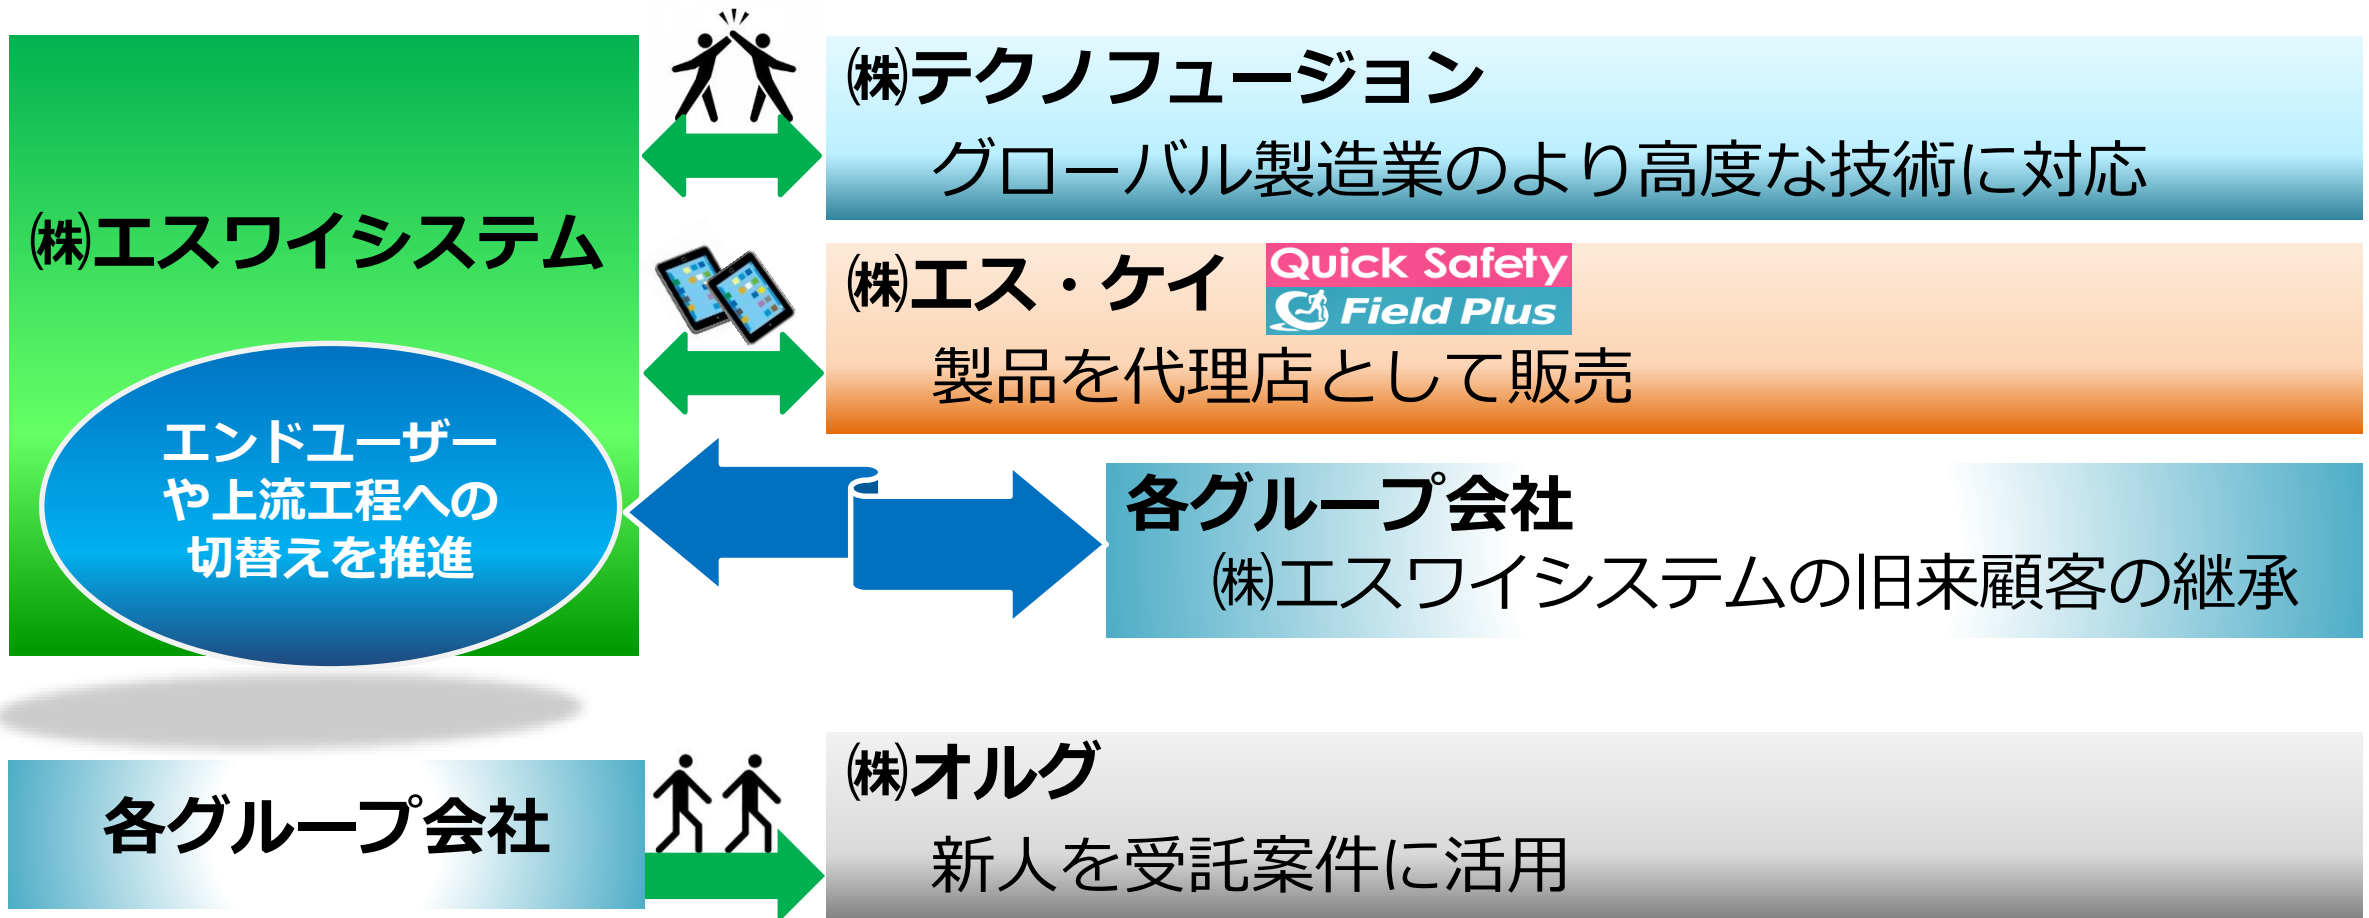 ㈱エスワイシステム
エンドユーザー
や上流工程への
切替えを推進
㈱テクノフュージョン
グローバル製造業のより高度な技術に対応
㈱エス・ケイ
Quick Safety
Field Plus
製品を代理店として販売
各グループ会社
㈱エスワイシステムの旧来顧客の継承
各グループ会社
㈱オルグ
新人を受託案件に活用